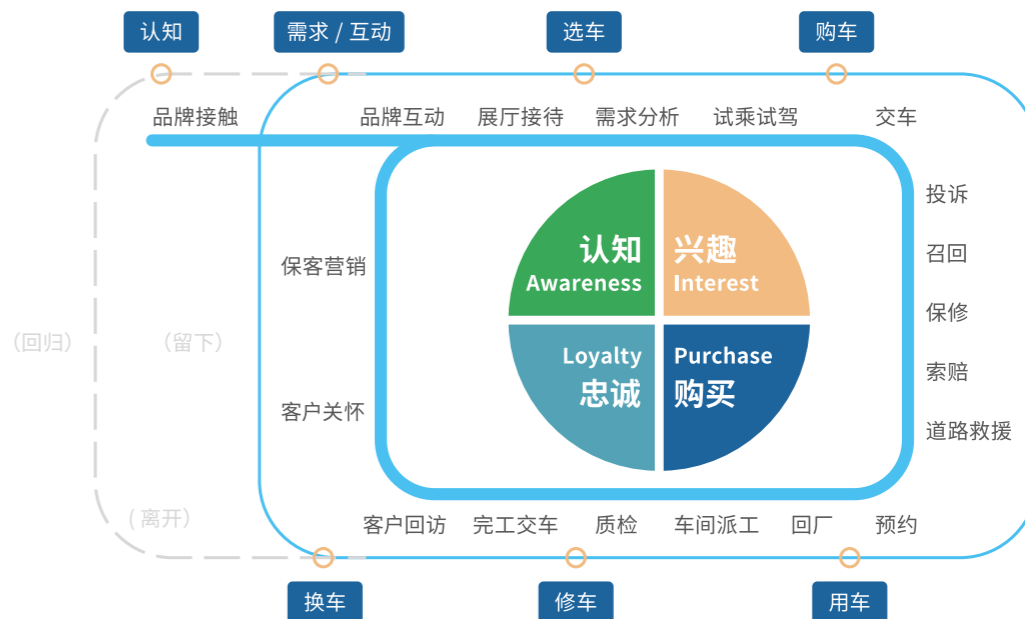 认知
需求 / 互动
选车
购车
品牌接触
品牌互动
展厅接待
需求分析
试乘试驾
交车
投诉
召回
保修
索赔
道路救援
保客营销
客户关怀
(回归)
(留下)
(离开)
认知
Awareness
兴趣
Interest
Loyalty
忠诚
Purchase
购买
客户回访
完工交车
质检
车间派工
回厂
预约
换车
修车
用车